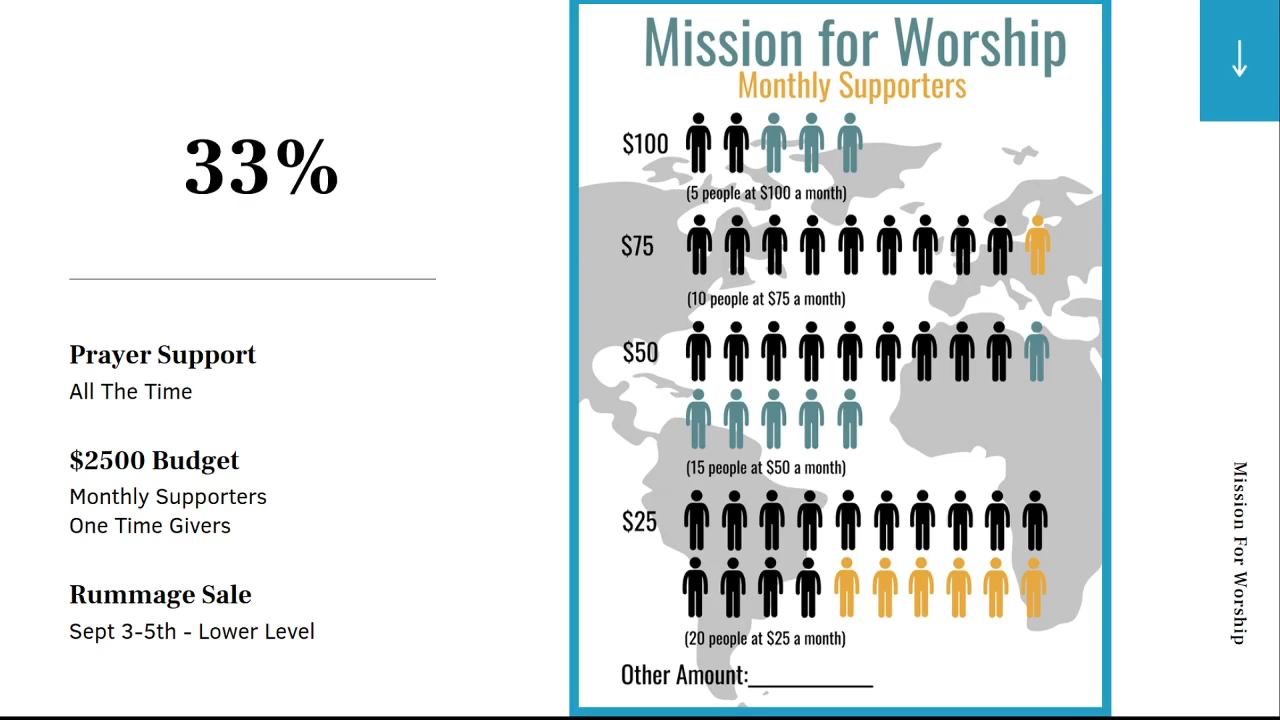 33%
Prayer Support
All The Time
$2500 Budget
Monthly Supporters
One Time Givers
Rummage Sale
Sept 3-5th - Lower Level
Mission for Worship
Monthly Supporters
$100
(5 people at $100 a month)
$75
(10 people at $75 a month)
$50
(15 people at $50 a month)
$25
(20 people at $25 a month)
Other Amount:____________
Mission For Worship